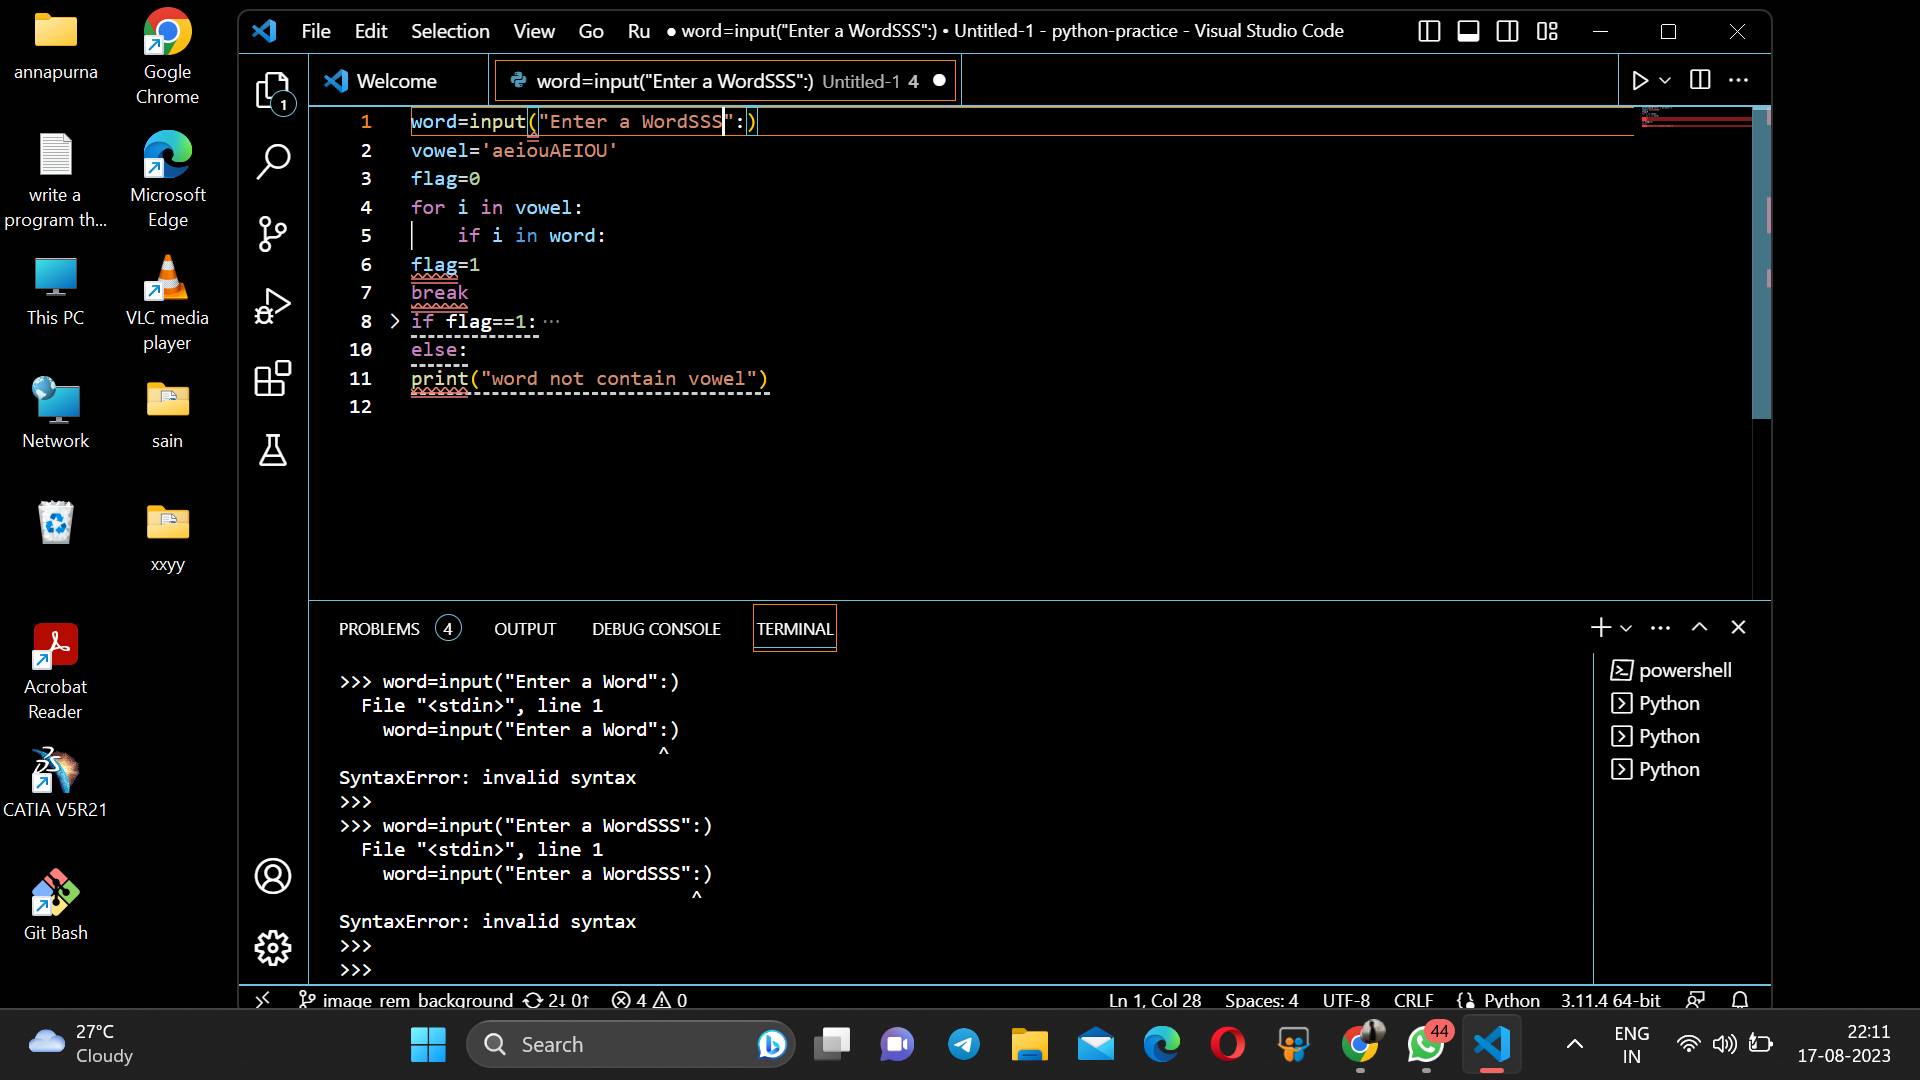 annapurna
Gogle
Chrome
write a
program th...
Microsoft
Edge
This PC
VLC media
player
Network
sain
xxyy
Acrobat
Reader
CATIA V5R21
Git Bash
File Edit Selection View Go Ru ● word=input("Enter a WordSSS":) • Untitled-1 - python-practice - Visual Studio Code
1
Welcome
word=input("Enter a WordSSS":) Untitled-1 4
1 word=input("Enter a WordSSS":)
2 vowel='aeiouAEIOU'
3 flag=0
4 for i in vowel:
5 if i in word:
6 flag=1
7 break
8 if flag==1: ...
10 else:
11 print("word not contain vowel")
12
PROBLEMS 4 OUTPUT DEBUG CONSOLE TERMINAL
>>> word=input("Enter a Word":)
File "<stdin>", line 1
word=input("Enter a Word":)
^
SyntaxError: invalid syntax
>>>
>>> word=input("Enter a WordSSS":)
File "<stdin>", line 1
word=input("Enter a WordSSS":)
^
SyntaxError: invalid syntax
>>>
>>>
powershell
Python
Python
Python
image_rem_background 2↓ 0↑ 4 0 Ln 1, Col 28 Spaces: 4 UTF-8 CRLF Python 3.11.4 64-bit
27°C
Cloudy
Search
44
ENG
IN
22:11
17-08-2023